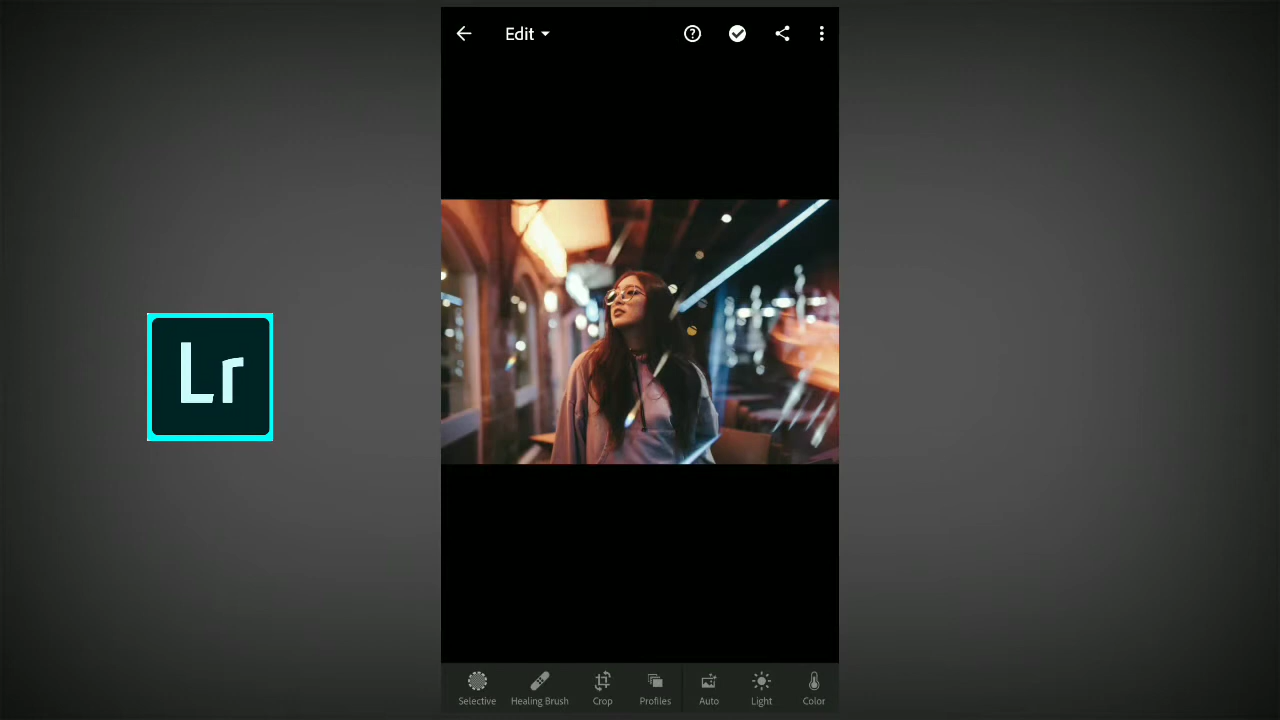 Edit
Lr
Selective
Healing Brush
Crop
Profiles
Auto
Light
Color